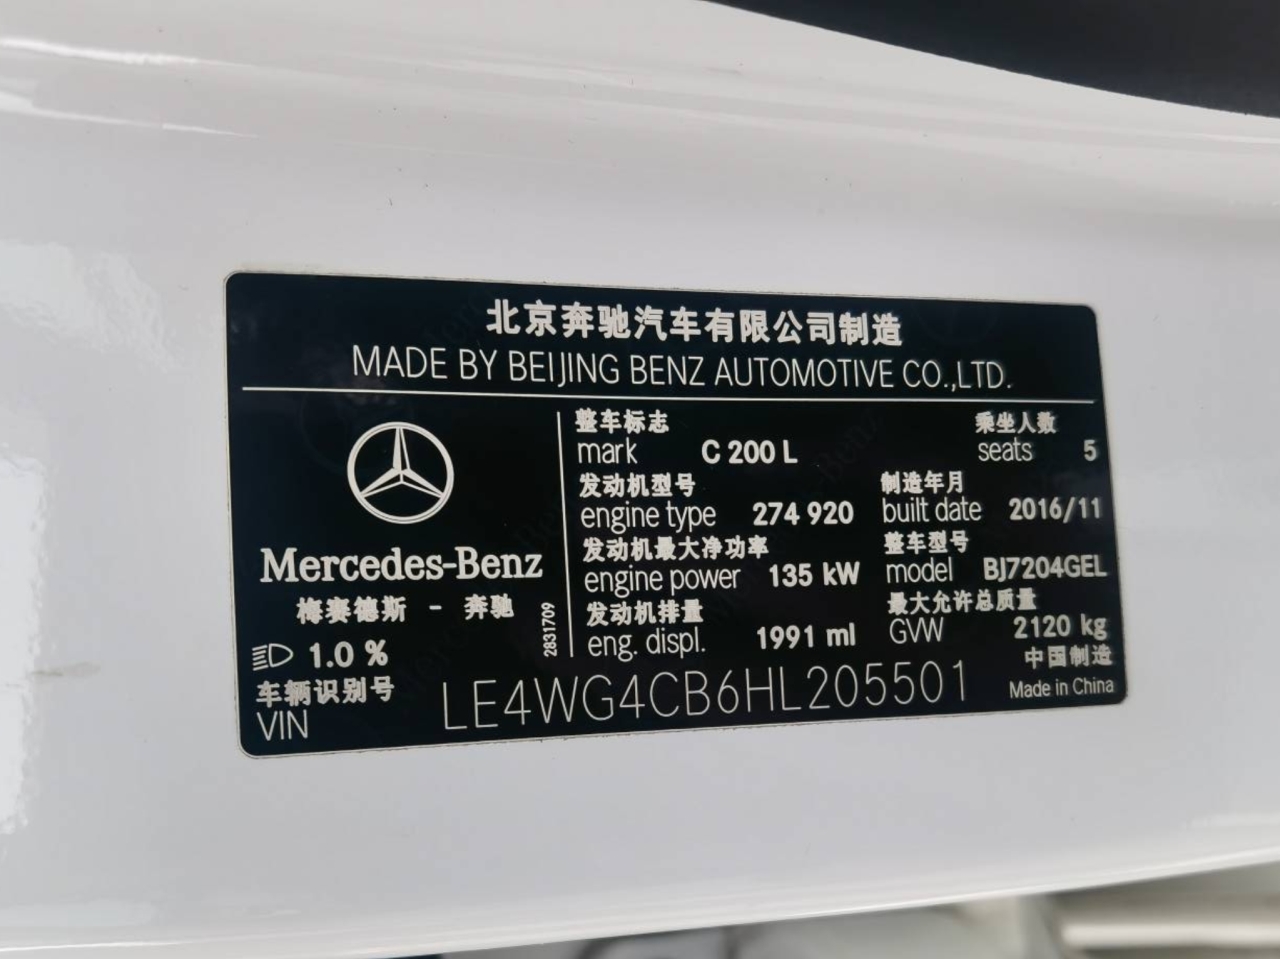 北京奔驰汽车有限公司制造
MADE BY BEIJING BENZ AUTOMOTIVE CO.,LTD.
Mercedes-Benz
梅赛德斯 - 奔驰
2831709
整车标志
mark C 200 L
乘坐人数
seats 5
发动机型号
engine type 274 920
制造年月
built date 2016/11
发动机最大净功率
engine power 135 kW
整车型号
model BJ7204GEL
发动机排量
eng. displ. 1991 ml
最大允许总质量
GVW 2120 kg
1.0 %
车辆识别号
VIN LE4WG4CB6HL205501
中国制造
Made in China